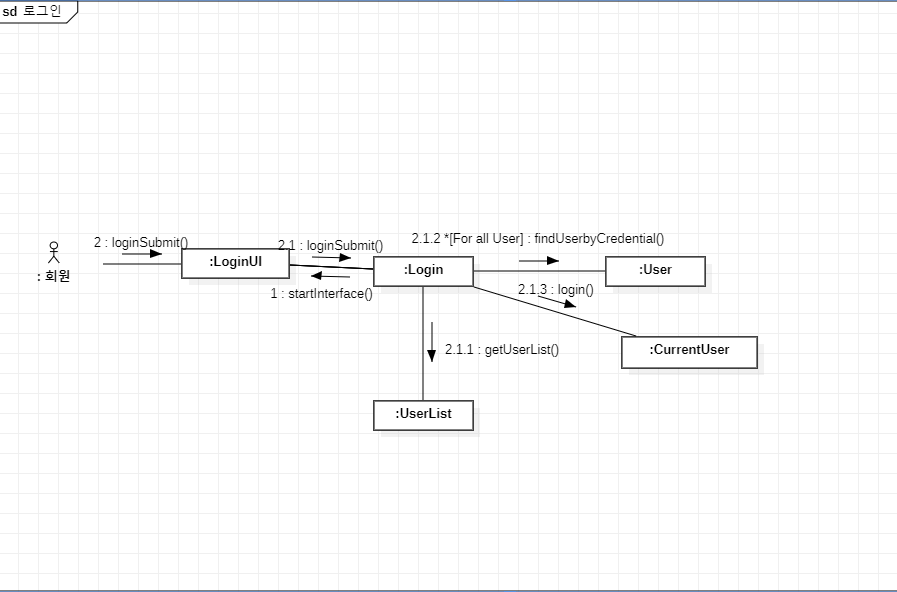 sd 로그인
2.1.2 *[For all User] : findUserbyCredential()
2 : loginSubmit()
2.1 : loginSubmit()
: 회원
:LoginUI
:Login
:User
1 : startInterface()
2.1.3 : login()
2.1.1 : getUserList()
:CurrentUser
:UserList